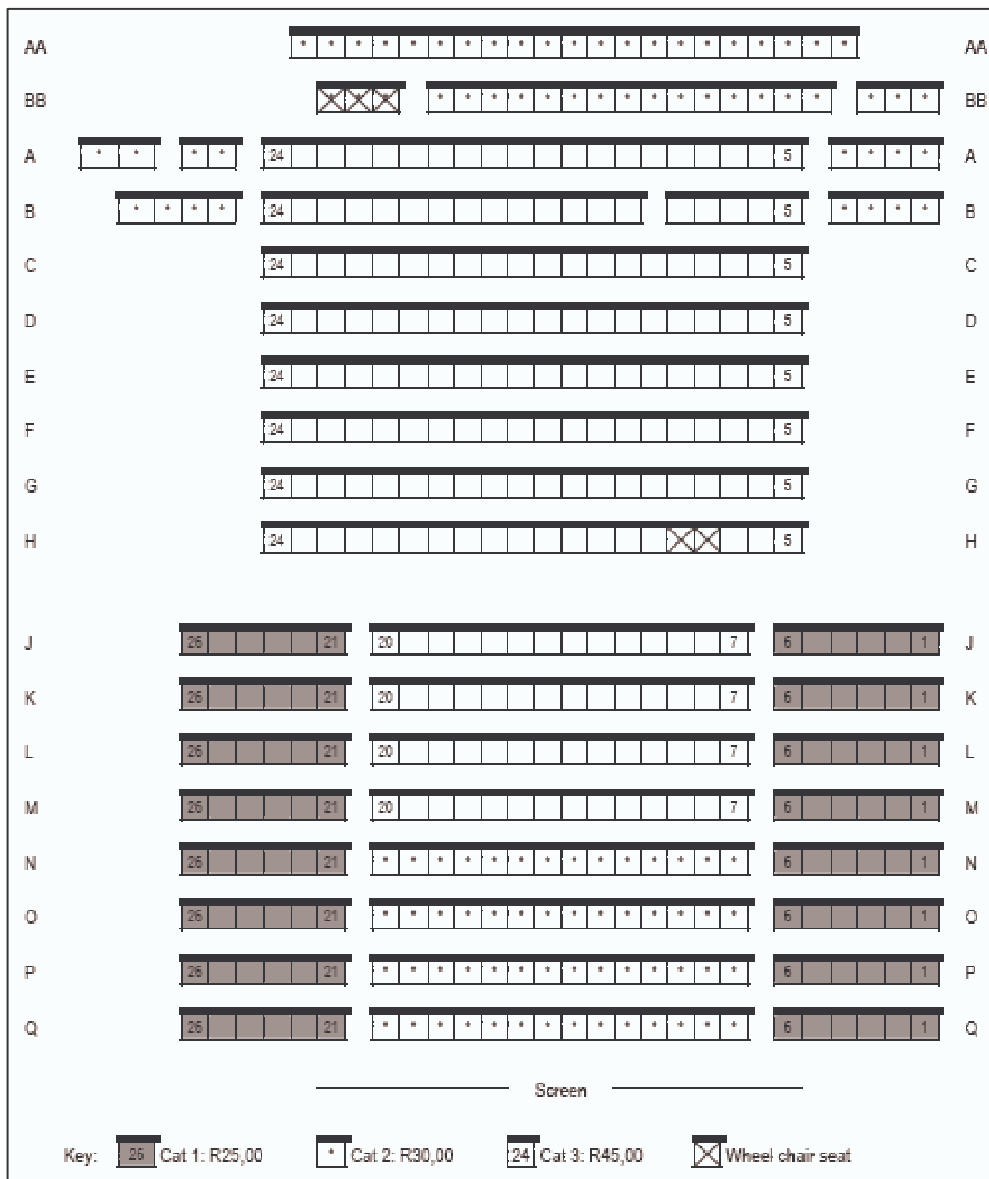 AA AA
BB BB
A 24 5 A
B 24 5 B
C 24 5 C
D 24 5 D
E 24 5 E
F 24 5 F
G 24 5 G
H 24 5 H
J 26 21 20 7 6 1 J
K 26 21 20 7 6 1 K
L 26 21 20 7 6 1 L
M 26 21 20 7 6 1 M
N 26 21 6 1 N
O 26 21 6 1 O
P 26 21 6 1 P
Q 26 21 6 1 Q
Screen
Key: 26 Cat 1: R25,00 Cat 2: R30,00 24 Cat 3: R45,00 Wheel chair seat